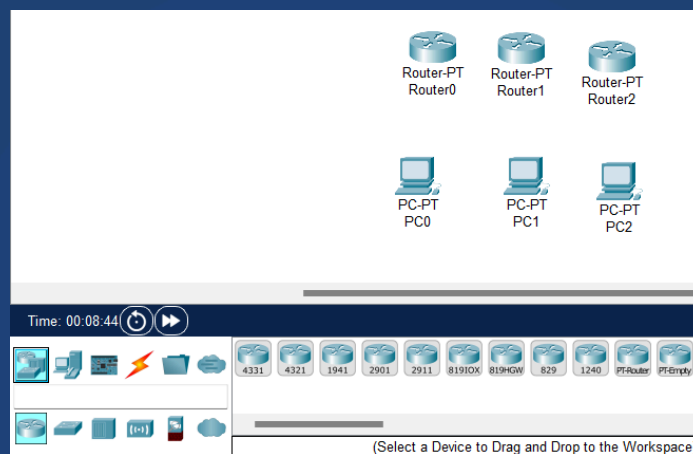 Router-PT
Router0
Router-PT
Router1
Router-PT
Router2
PC-PT
PC0
PC-PT
PC1
PC-PT
PC2
Time: 00:08:44
4331 4321 1941 2901 2911 819IOX 819HGW 829 1240 PT-Router PT-Empty
(Select a Device to Drag and Drop to the Workspace